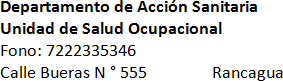 Departamento de Acción Sanitaria
Unidad de Salud Ocupacional
Fono: 7222335346
Calle Bueras N ° 555 Rancagua